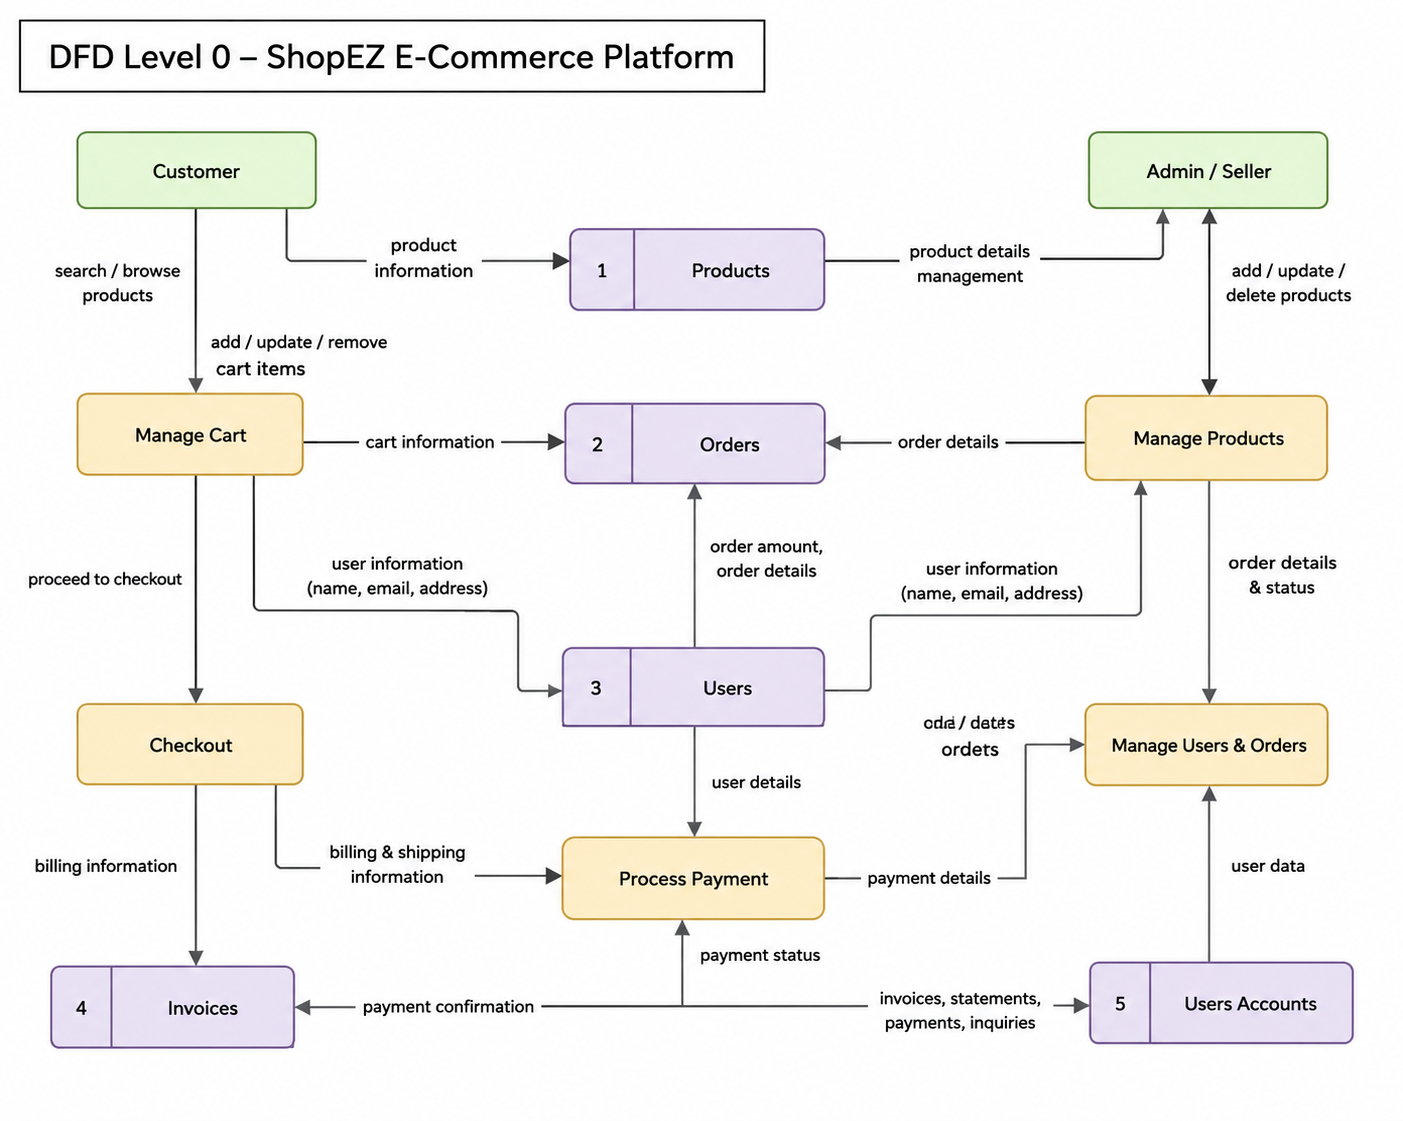 DFD Level 0 – ShopEZ E-Commerce Platform
Customer
Admin / Seller
product
information
1
Products
product details
management
search / browse
products
add / update /
delete products
add / update / remove
cart items
Manage Cart
cart information
2
Orders
order details
Manage Products
proceed to checkout
user information
(name, email, address)
order amount,
order details
user information
(name, email, address)
order details
& status
3
Users
Checkout
user details
ordets
Manage Users & Orders
billing information
billing & shipping
information
Process Payment
payment details
user data
payment status
4
Invoices
payment confirmation
invoices, statements,
payments, inquiries
5
Users Accounts